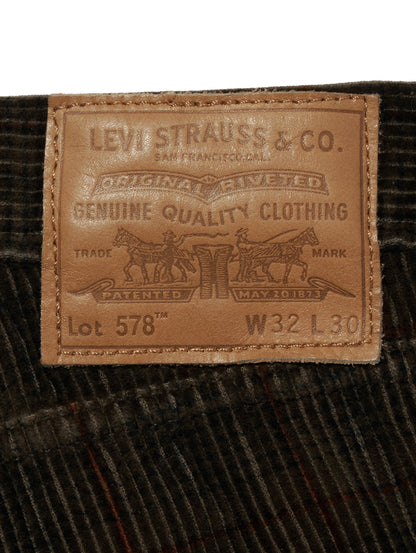 LEVI STRAUSS & CO.
SAN FRANCISCO CAL.
ORIGINAL RIVETED
GENUINE QUALITY CLOTHING
TRADE MARK
PATENTED MAY 20 1873
Lot 578™ W32 L30